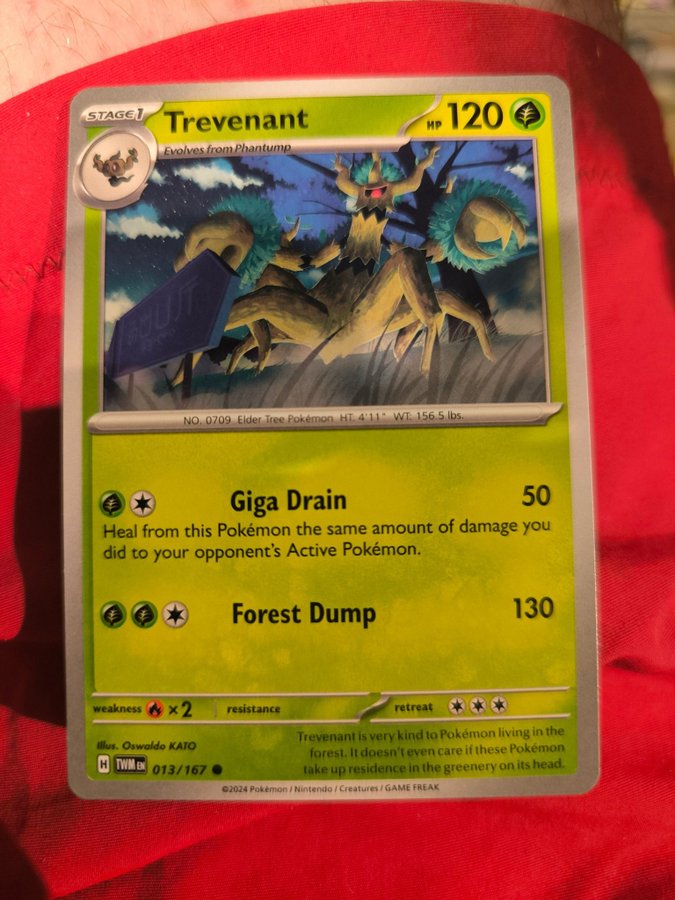 STAGE 1
Trevenant
HP 120
Evolves from Phantump
NO. 0709 Elder Tree Pokémon HT: 4'11" WT: 156.5 lbs.
Giga Drain 50
Heal from this Pokémon the same amount of damage you
did to your opponent's Active Pokémon.
Forest Dump 130
weakness ×2 resistance retreat
Illus. Oswaldo KATO
Trevenant is very kind to Pokémon living in the
forest. It doesn't even care if these Pokémon
take up residence in the greenery on its head.
H TWM EN 013/167
©2024 Pokémon / Nintendo / Creatures / GAME FREAK